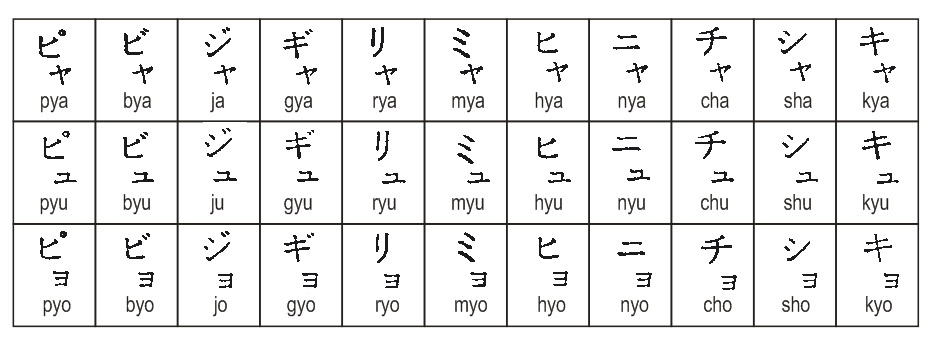 ピャ ビャ ジャ ギャ リャ ミャ ヒャ ニャ チャ シャ キャ
pya bya ja gya rya mya hya nya cha sha kya
ピュ ビュ ジュ ギュ リュ ミュ ヒュ ニュ チュ シュ キュ
pyu byu ju gyu ryu myu hyu nyu chu shu kyu
ピョ ビョ ジョ ギョ リョ ミョ ヒョ ニョ チョ ショ キョ
pyo byo jo gyo ryo myo hyo nyo cho sho kyo